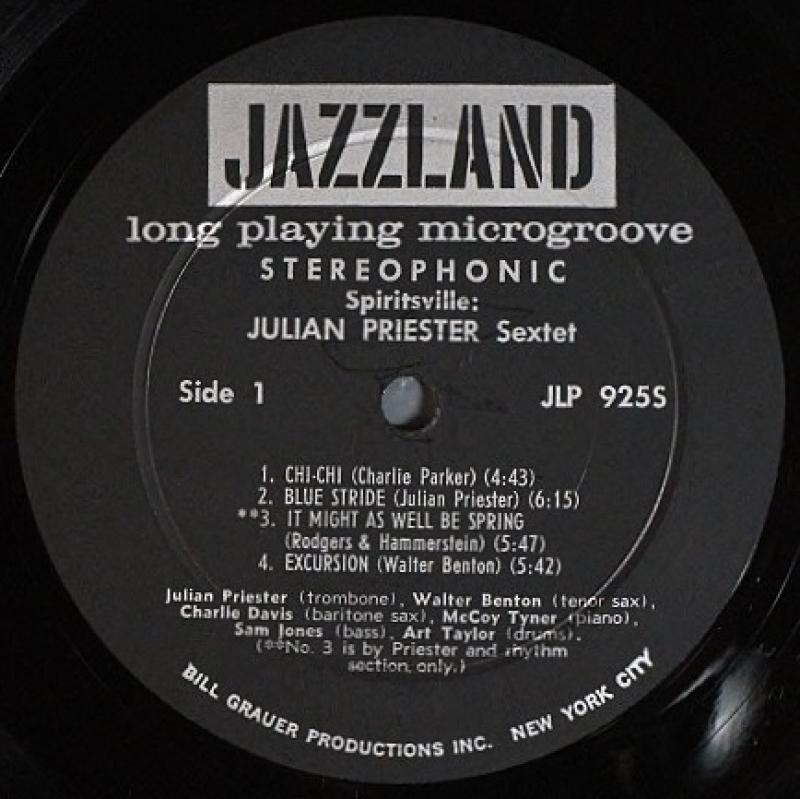 JAZZLAND
long playing microgroove
STEREOPHONIC
Spiritsville:
JULIAN PRIESTER Sextet
Side 1
JLP 925S
1. CHI-CHI (Charlie Parker) (4:43)
2. BLUE STRIDE (Julian Priester) (6:15)
**3. IT MIGHT AS WELL BE SPRING
(Rodgers & Hammerstein) (5:47)
4. EXCURSION (Walter Benton) (5:42)
Julian Priester (trombone), Walter Benton (tenor sax),
Charlie Davis (baritone sax), McCoy Tyner (piano),
Sam Jones (bass), Art Taylor (drums).
(**No. 3 is by Priester and rhythm
section, only.)
BILL GRAUER PRODUCTIONS INC. NEW YORK CITY